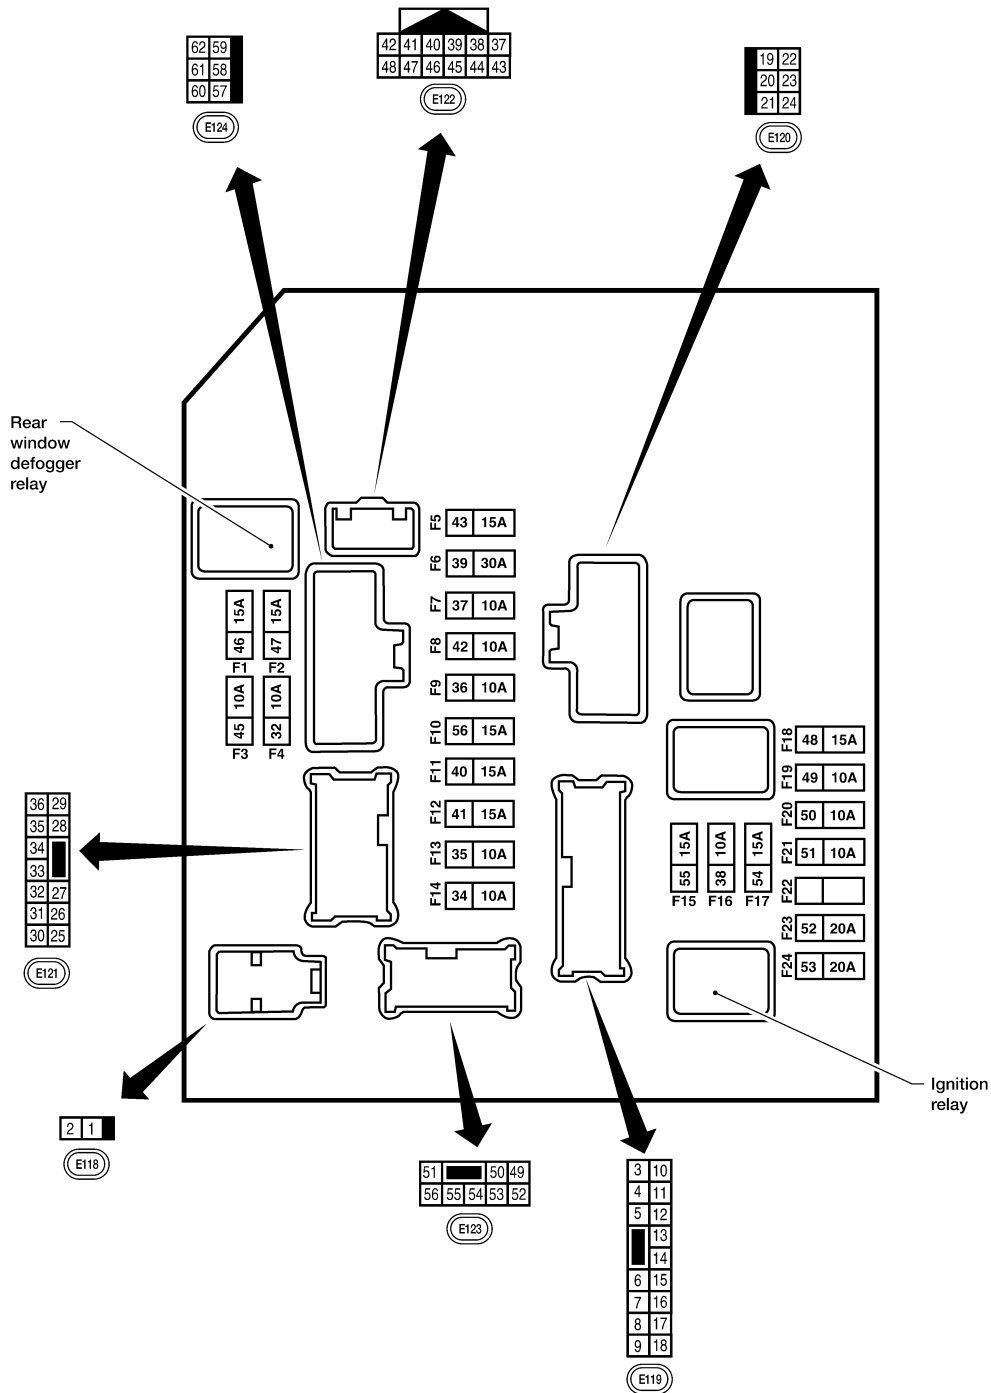 62 59
61 58
60 57
E124
42 41 40 39 38 37
48 47 46 45 44 43
E122
19 22
20 23
21 24
E120
Rear
window
defogger
relay
46 15A
F1
47 15A
F2
45 10A
F3
32 10A
F4
F5 43 15A
F6 39 30A
F7 37 10A
F8 42 10A
F9 36 10A
F10 56 15A
F11 40 15A
F12 41 15A
F13 35 10A
F14 34 10A
55 15A
F15
38 10A
F16
54 15A
F17
F18 48 15A
F19 49 10A
F20 50 10A
F21 51 10A
F22
F23 52 20A
F24 53 20A
36 29
35 28
34
33
32 27
31 26
30 25
E121
Ignition
relay
2 1
E118
51 50 49
56 55 54 53 52
E123
3 10
4 11
5 12
13
14
6 15
7 16
8 17
9 18
E119